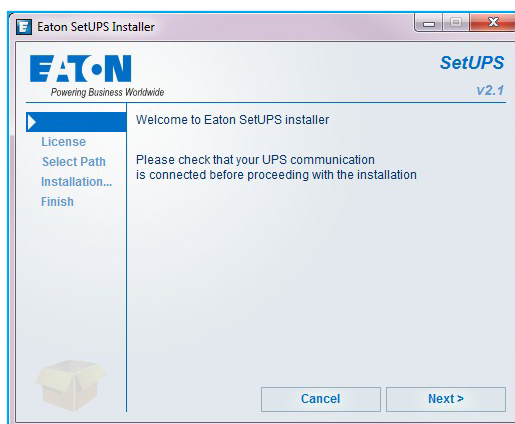 Eaton SetUPS Installer
EATON
Powering Business Worldwide
SetUPS
v2.1
License
Select Path
Installation...
Finish
Welcome to Eaton SetUPS installer
Please check that your UPS communication
is connected before proceeding with the installation
Cancel
Next >